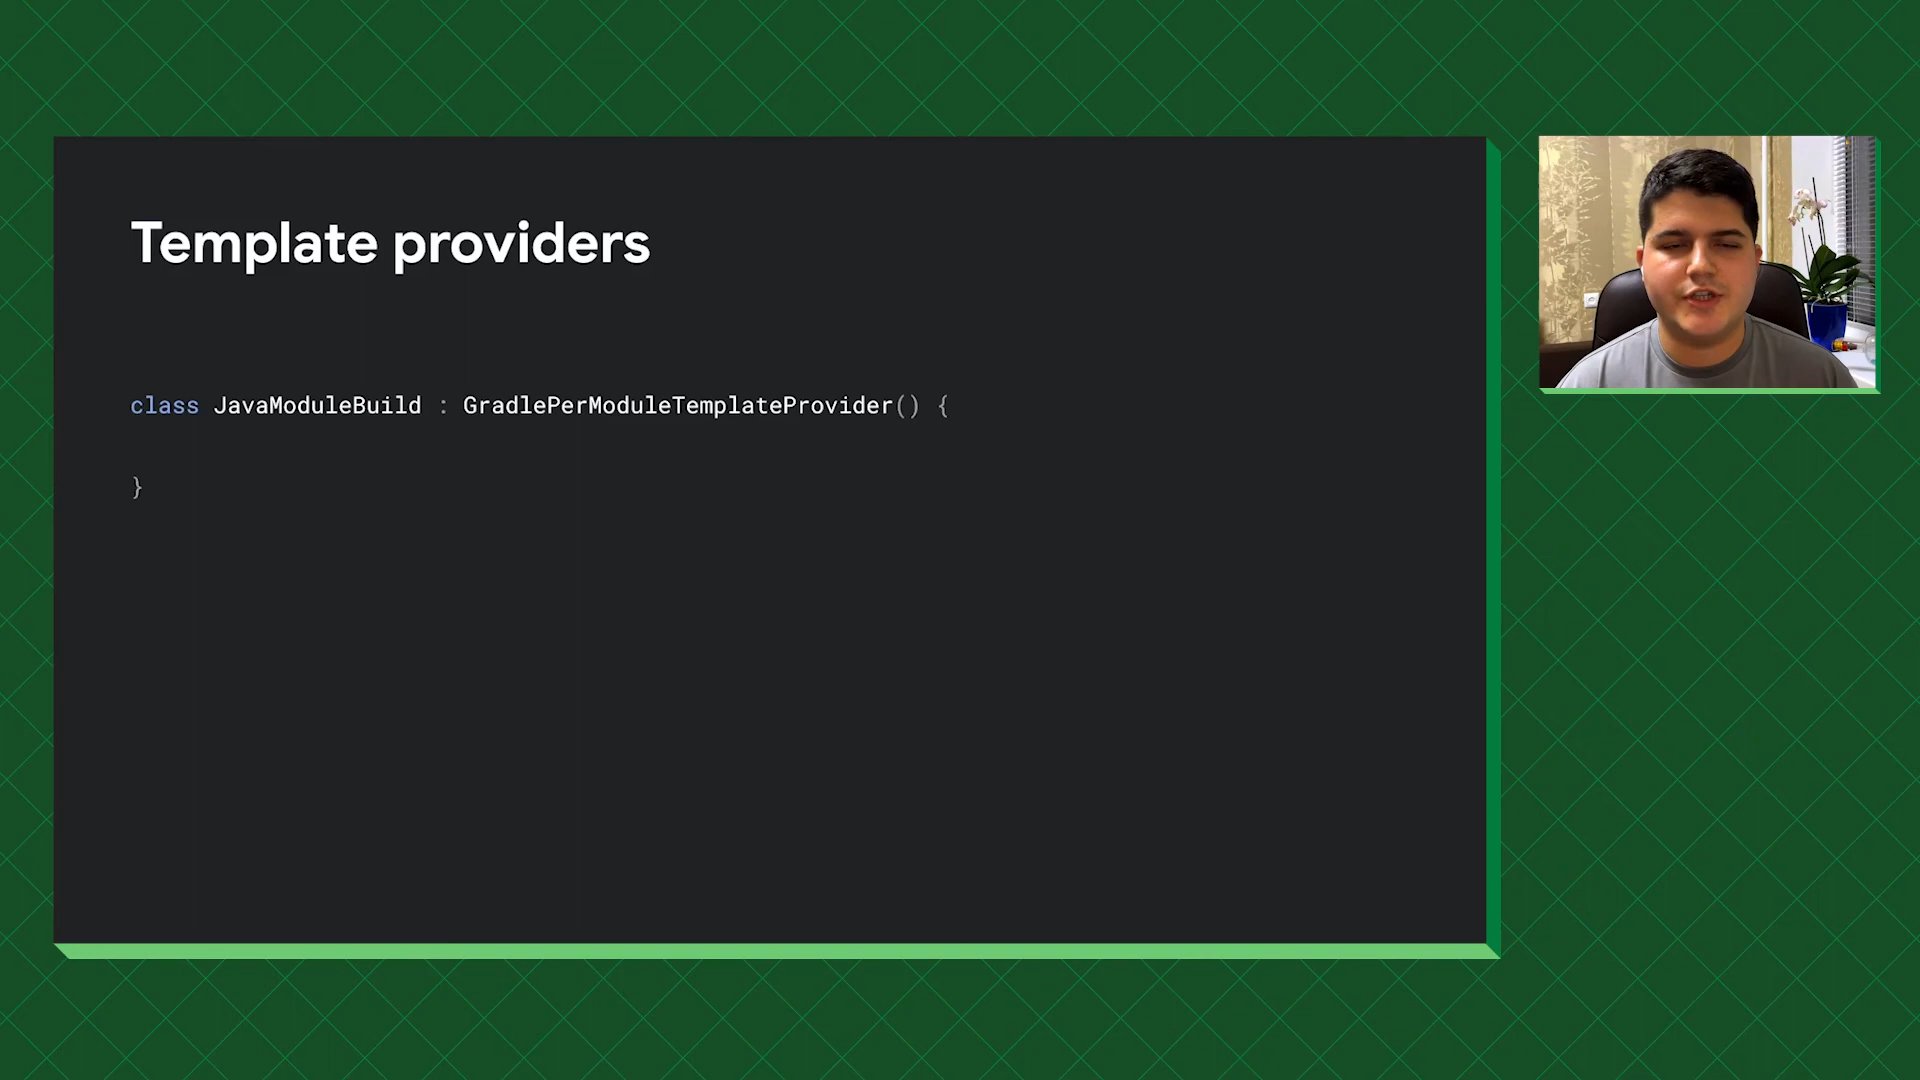 Template providers
class JavaModuleBuild : GradlePerModuleTemplateProvider() {
}